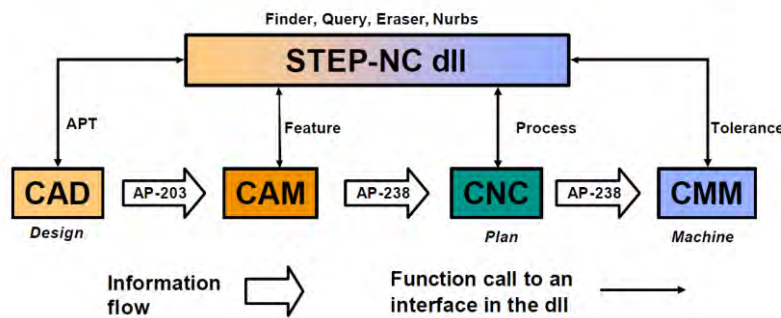 Finder, Query, Eraser, Nurbs
STEP-NC dll
APT
Feature
Process
Tolerance
CAD
AP-203
CAM
AP-238
CNC
AP-238
CMM
Design
Plan
Machine
Information
flow
Function call to an
interface in the dll